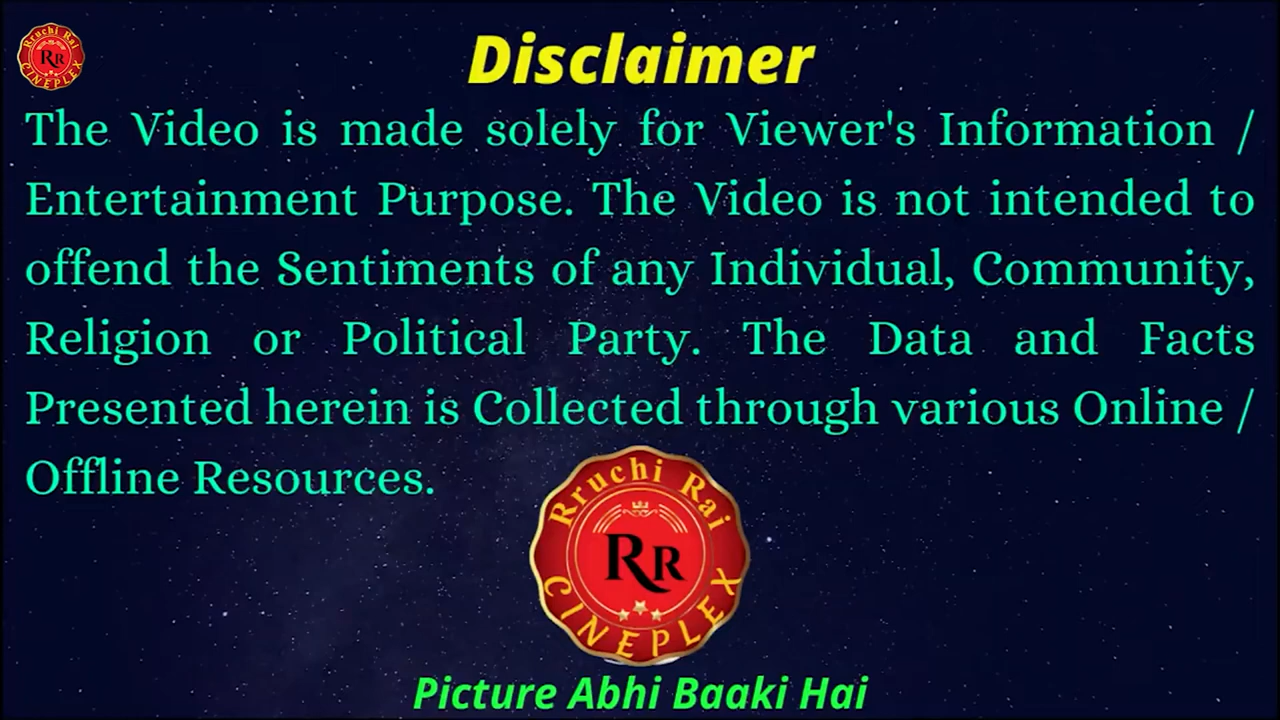 Rruchi Rai
RR
CINEPLEX
Disclaimer
The Video is made solely for Viewer's Information /
Entertainment Purpose. The Video is not intended to
offend the Sentiments of any Individual, Community,
Religion or Political Party. The Data and Facts
Presented herein is Collected through various Online /
Offline Resources.
Rruchi Rai
RR
CINEPLEX
Picture Abhi Baaki Hai